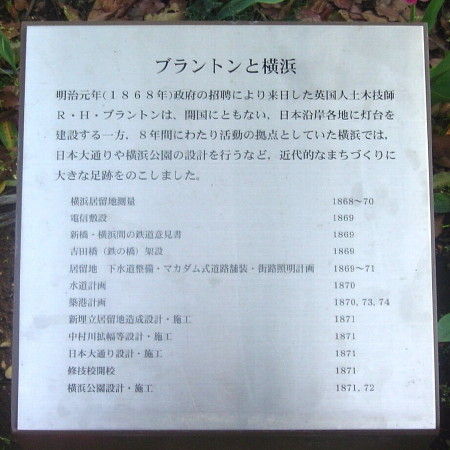 ブラントンと横浜
明治元年(1868年)政府の招聘により来日した英国人土木技師
R・H・ブラントンは、開国にともない、日本沿岸各地に灯台を
建設する一方，8年間にわたり活動の拠点としていた横浜では，
日本大通りや横浜公園の設計を行うなど，近代的なまちづくりに
大きな足跡をのこしました。
横浜居留地測量 1868〜70
電信敷設 1869
新橋・横浜間の鉄道意見書 1869
吉田橋（鉄の橋）架設 1869
居留地 下水道整備・マカダム式道路舗装・街路照明計画 1869〜71
水道計画 1870
築港計画 1870, 73, 74
新埋立居留地造成設計・施工 1871
中村川拡幅等設計・施工 1871
日本大通り設計・施工 1871
修技校開校 1871
横浜公園設計・施工 1871, 72